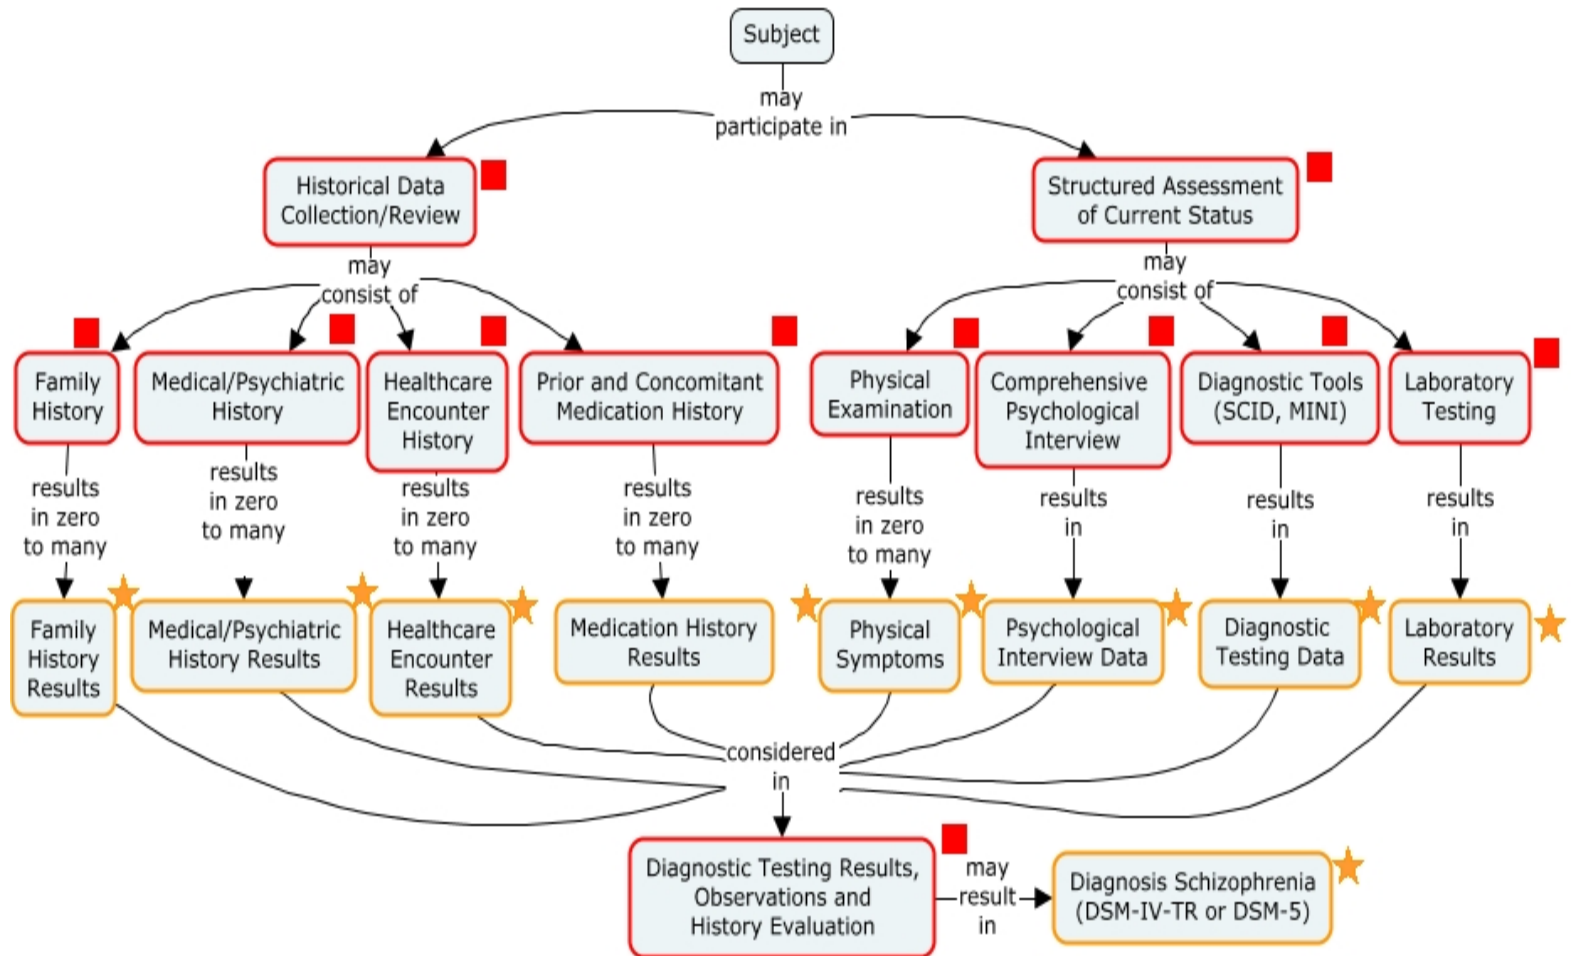 Subject
may
participate in
Historical Data
Collection/Review
Structured Assessment
of Current Status
may
consist of
may
consist of
Family
History
Medical/Psychiatric
History
Healthcare
Encounter
History
Prior and Concomitant
Medication History
Physical
Examination
Comprehensive
Psychological
Interview
Diagnostic Tools
(SCID, MINI)
Laboratory
Testing
results
in zero
to many
results
in zero
to many
results
in zero
to many
results
in zero
to many
results
in zero
to many
results
in
results
in
results
in
Family
History
Results
Medical/Psychiatric
History Results
Healthcare
Encounter
Results
Medication History
Results
Physical
Symptoms
Psychological
Interview Data
Diagnostic
Testing Data
Laboratory
Results
considered
in
Diagnostic Testing Results,
Observations and
History Evaluation
may
result
in
Diagnosis Schizophrenia
(DSM-IV-TR or DSM-5)